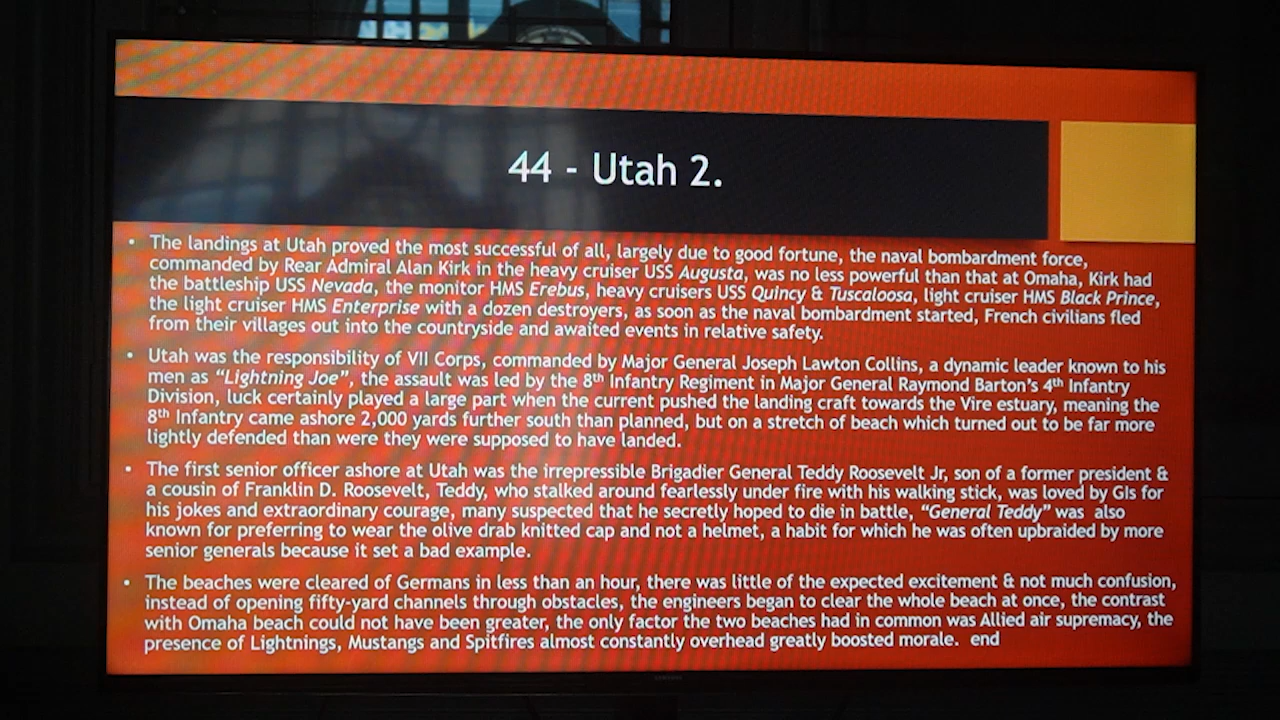 44 - Utah 2.
• The landings at Utah proved the most successful of all, largely due to good fortune, the naval bombardment force,
commanded by Rear Admiral Alan Kirk in the heavy cruiser USS Augusta, was no less powerful than that at Omaha, Kirk had
the battleship USS Nevada, the monitor HMS Erebus, heavy cruisers USS Quincy & Tuscaloosa, light cruiser HMS Black Prince,
the light cruiser HMS Enterprise with a dozen destroyers, as soon as the naval bombardment started, French civilians fled
from their villages out into the countryside and awaited events in relative safety.
• Utah was the responsibility of VII Corps, commanded by Major General Joseph Lawton Collins, a dynamic leader known to his
men as “Lightning Joe”, the assault was led by the 8th Infantry Regiment in Major General Raymond Barton’s 4th Infantry
Division, luck certainly played a large part when the current pushed the landing craft towards the Vire estuary, meaning the
8th Infantry came ashore 2,000 yards further south than planned, but on a stretch of beach which turned out to be far more
lightly defended than were they were supposed to have landed.
• The first senior officer ashore at Utah was the irrepressible Brigadier General Teddy Roosevelt Jr, son of a former president &
a cousin of Franklin D. Roosevelt, Teddy, who stalked around fearlessly under fire with his walking stick, was loved by GIs for
his jokes and extraordinary courage, many suspected that he secretly hoped to die in battle, “General Teddy” was also
known for preferring to wear the olive drab knitted cap and not a helmet, a habit for which he was often upbraided by more
senior generals because it set a bad example.
• The beaches were cleared of Germans in less than an hour, there was little of the expected excitement & not much confusion,
instead of opening fifty-yard channels through obstacles, the engineers began to clear the whole beach at once, the contrast
with Omaha beach could not have been greater, the only factor the two beaches had in common was Allied air supremacy, the
presence of Lightnings, Mustangs and Spitfires almost constantly overhead greatly boosted morale. end